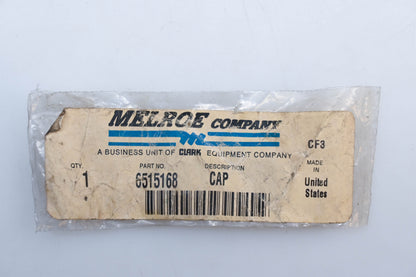 MELROE COMPANY
A BUSINESS UNIT OF CLARK EQUIPMENT COMPANY
CF3
QTY. PART NO. DESCRIPTION MADE
IN
1 6515168 CAP United
States